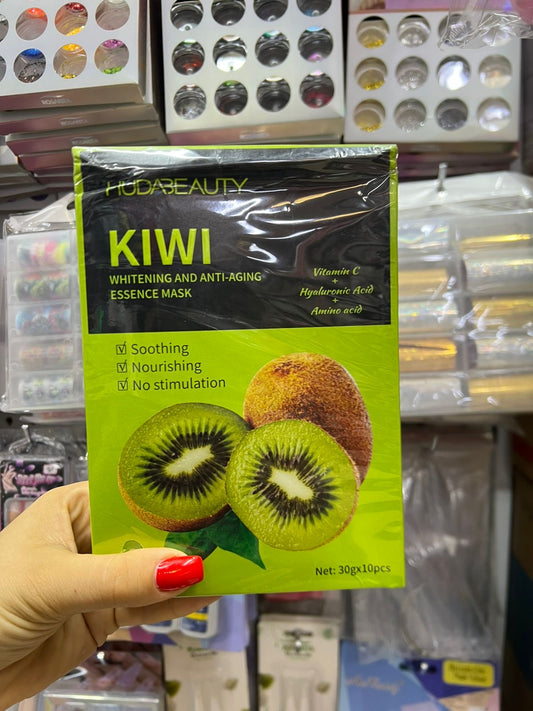 HUDABEAUTY
KIWI
WHITENING AND ANTI-AGING
ESSENCE MASK
Vitamin C
+
Hyaluronic Acid
+
Amino acid
☑ Soothing
☑ Nourishing
☑ No stimulation
Net: 30gx10pcs